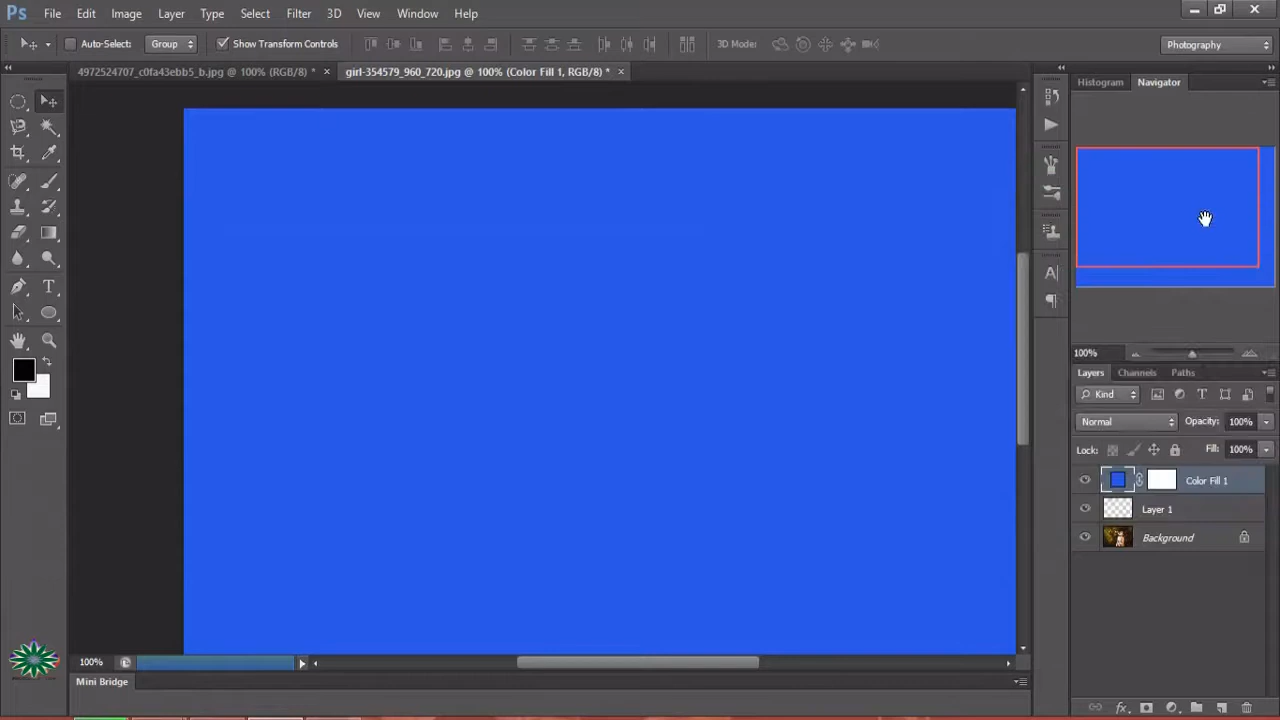 Ps File Edit Image Layer Type Select Filter 3D View Window Help
Auto-Select: Group Show Transform Controls 3D Mode: Photography
4972524707_c0fa43ebb5_b.jpg @ 100% (RGB/8) * × girl-354579_960_720.jpg @ 100% (Color Fill 1, RGB/8) * ×
Histogram Navigator
100%
Layers Channels Paths
Kind
Normal Opacity: 100%
Lock: Fill: 100%
Color Fill 1
Layer 1
Background
100%
Mini Bridge